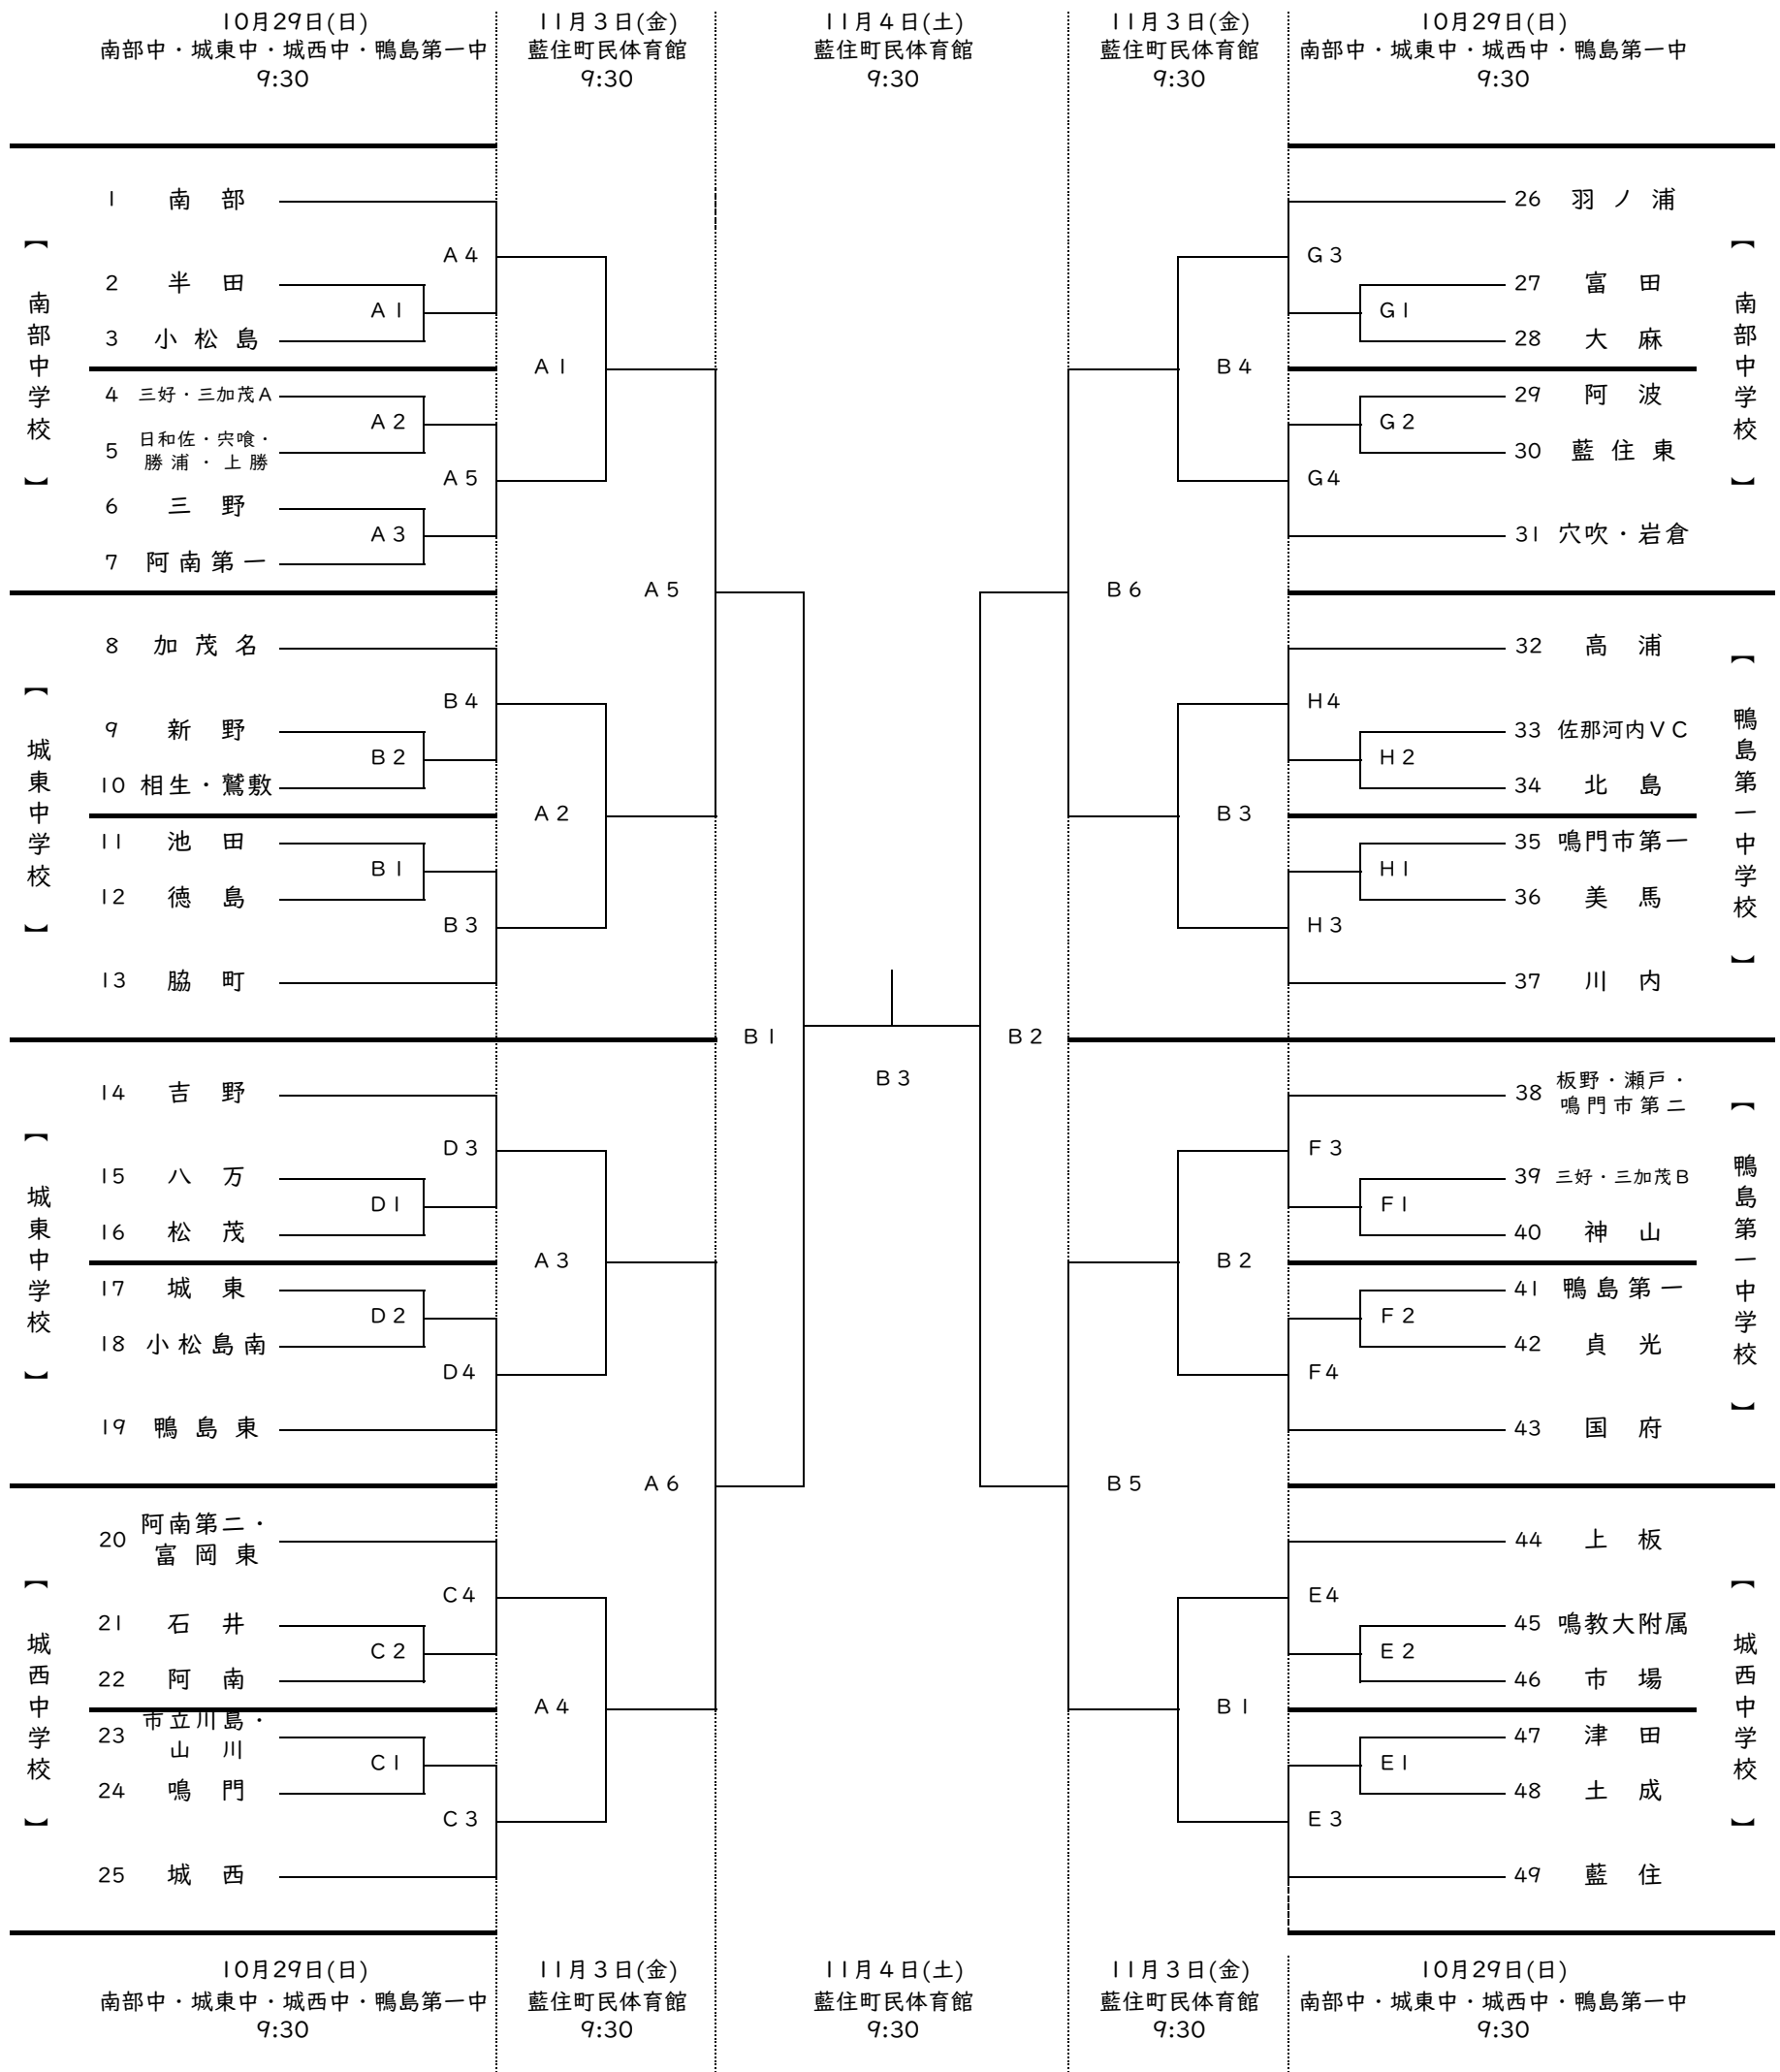 10月29日(日)
南部中・城東中・城西中・鴨島第一中
9:30
11月3日(金)
藍住町民体育館
9:30
11月4日(土)
藍住町民体育館
9:30
11月3日(金)
藍住町民体育館
9:30
10月29日(日)
南部中・城東中・城西中・鴨島第一中
9:30
【南部中学校】
1 南部
2 半田
3 小松島
4 三好・三加茂A
5 日和佐・宍喰・
勝浦・上勝
6 三野
7 阿南第一
A4
A1
A2
A5
A3
A1
【城東中学校】
8 加茂名
9 新野
10 相生・鷲敷
11 池田
12 徳島
13 脇町
B4
B2
B1
B3
A2
A5
【城東中学校】
14 吉野
15 八万
16 松茂
17 城東
18 小松島南
19 鴨島東
D3
D1
D2
D4
A3
【城西中学校】
20 阿南第二・
富岡東
21 石井
22 阿南
23 市立川島・
山川
24 鳴門
25 城西
C4
C2
C1
C3
A4
A6
B1
B3
B2
【南部中学校】
26 羽ノ浦
27 富田
28 大麻
29 阿波
30 藍住東
31 穴吹・岩倉
G3
G1
G2
G4
B4
【鴨島第一中学校】
32 高浦
33 佐那河内VC
34 北島
35 鳴門市第一
36 美馬
37 川内
H4
H2
H1
H3
B3
B6
【鴨島第一中学校】
38 板野・瀬戸・
鳴門市第二
39 三好・三加茂B
40 神山
41 鴨島第一
42 貞光
43 国府
F3
F1
F2
F4
B2
【城西中学校】
44 上板
45 鳴教大附属
46 市場
47 津田
48 土成
49 藍住
E4
E2
E1
E3
B1
B5
10月29日(日)
南部中・城東中・城西中・鴨島第一中
9:30
11月3日(金)
藍住町民体育館
9:30
11月4日(土)
藍住町民体育館
9:30
11月3日(金)
藍住町民体育館
9:30
10月29日(日)
南部中・城東中・城西中・鴨島第一中
9:30